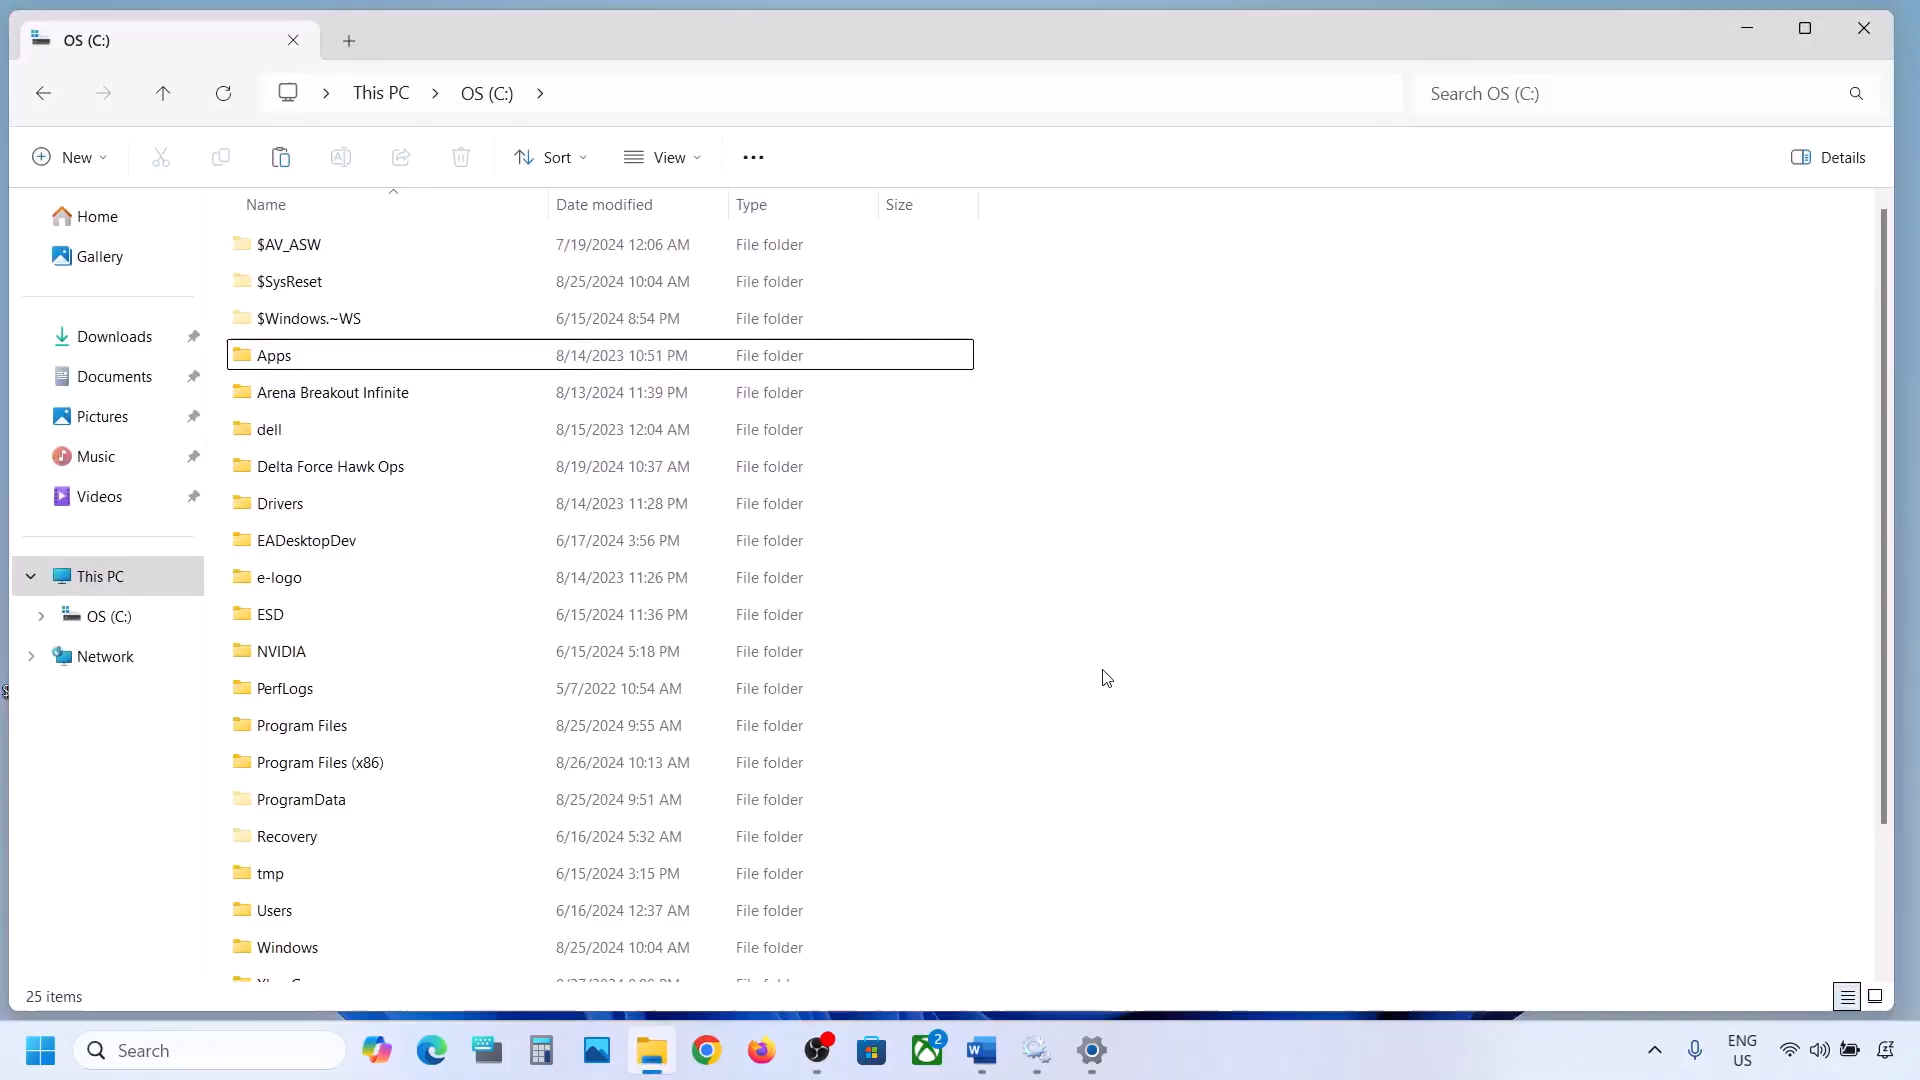 OS (C:)
This PC
OS (C:)
Search OS (C:)
New
Sort
View
Details
Home
Gallery
Downloads
Documents
Pictures
Music
Videos
This PC
OS (C:)
Network
Name Date modified Type Size
$AV_ASW 7/19/2024 12:06 AM File folder
$SysReset 8/25/2024 10:04 AM File folder
$Windows.~WS 6/15/2024 8:54 PM File folder
Apps 8/14/2023 10:51 PM File folder
Arena Breakout Infinite 8/13/2024 11:39 PM File folder
dell 8/15/2023 12:04 AM File folder
Delta Force Hawk Ops 8/19/2024 10:37 AM File folder
Drivers 8/14/2023 11:28 PM File folder
EADesktopDev 6/17/2024 3:56 PM File folder
e-logo 8/14/2023 11:26 PM File folder
ESD 6/15/2024 11:36 PM File folder
NVIDIA 6/15/2024 5:18 PM File folder
PerfLogs 5/7/2022 10:54 AM File folder
Program Files 8/25/2024 9:55 AM File folder
Program Files (x86) 8/26/2024 10:13 AM File folder
ProgramData 8/25/2024 9:51 AM File folder
Recovery 6/16/2024 5:32 AM File folder
tmp 6/15/2024 3:15 PM File folder
Users 6/16/2024 12:37 AM File folder
Windows 8/25/2024 10:04 AM File folder
25 items
Search
2
ENG
US